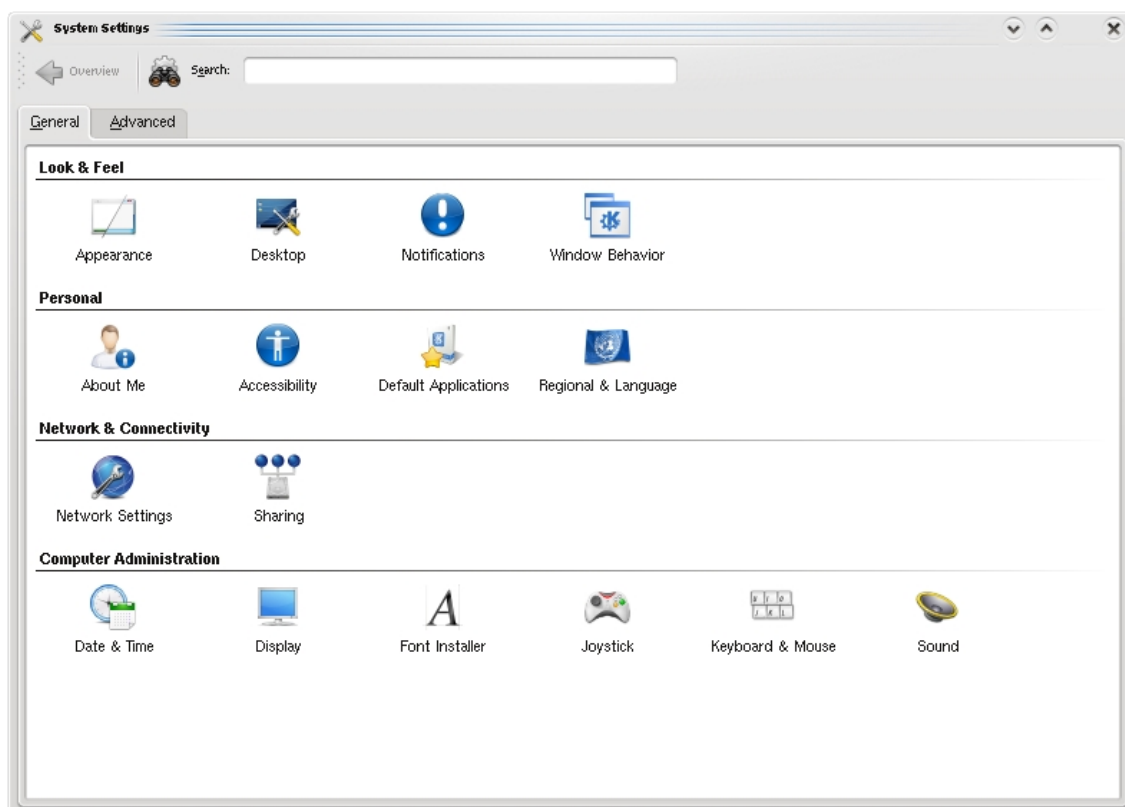 System Settings
Overview Search:
General Advanced
Look & Feel
Appearance Desktop Notifications Window Behavior
Personal
About Me Accessibility Default Applications Regional & Language
Network & Connectivity
Network Settings Sharing
Computer Administration
Date & Time Display Font Installer Joystick Keyboard & Mouse Sound